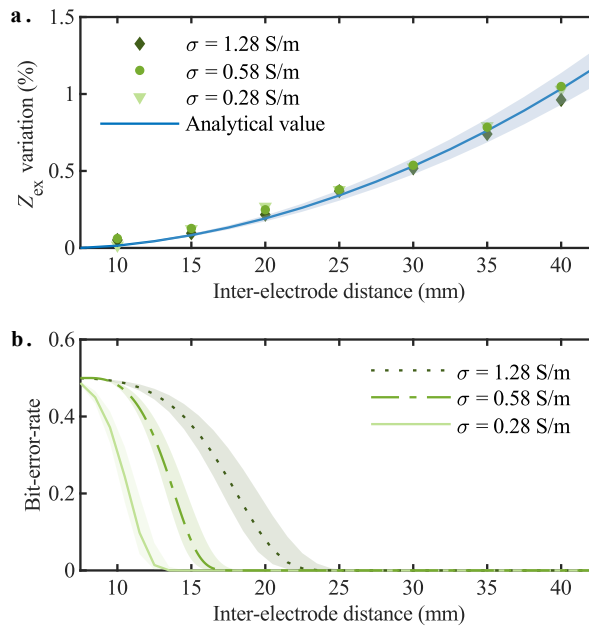 a.
Z_ex variation (%)
1.5
1
0.5
0
σ = 1.28 S/m
σ = 0.58 S/m
σ = 0.28 S/m
Analytical value
10 15 20 25 30 35 40
Inter-electrode distance (mm)
b.
Bit-error-rate
0.6
0.4
0.2
0
σ = 1.28 S/m
σ = 0.58 S/m
σ = 0.28 S/m
10 15 20 25 30 35 40
Inter-electrode distance (mm)